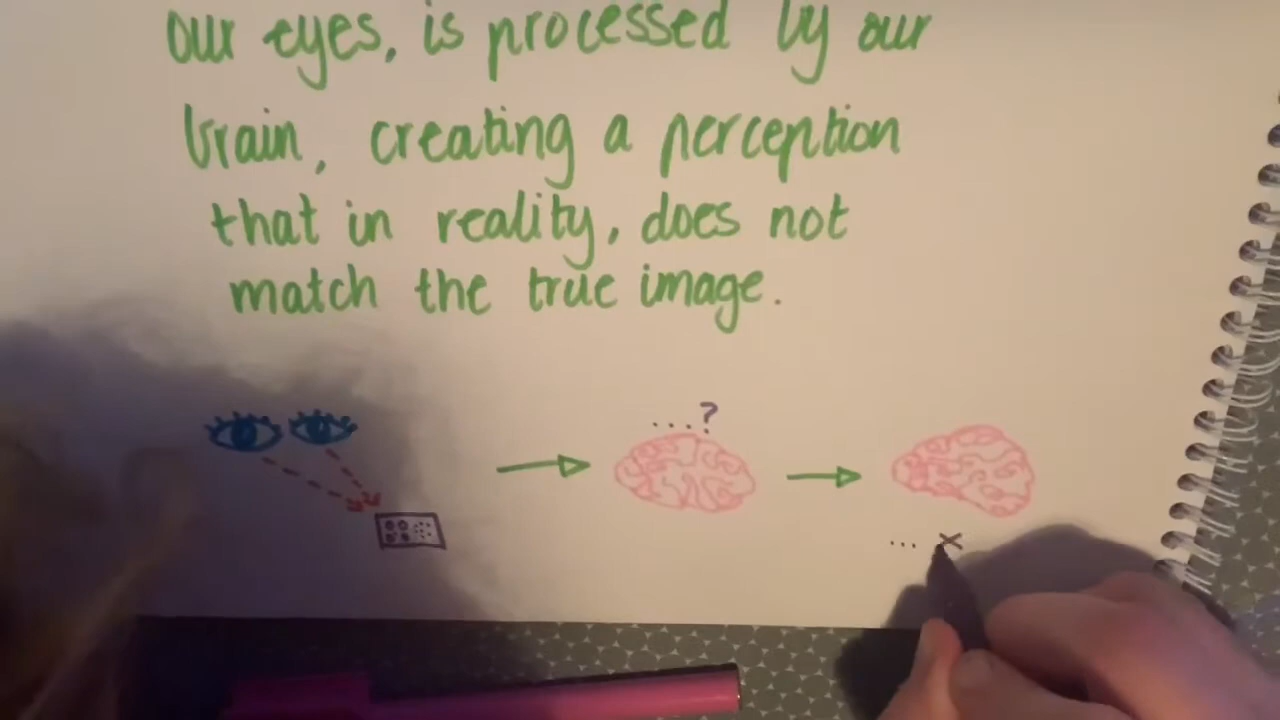 our eyes, is processed by our
brain, creating a perception
that in reality, does not
match the true image.
....?
... x